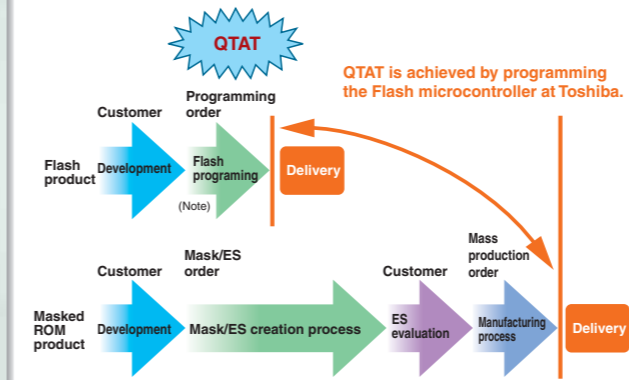 QTAT
QTAT is achieved by programming
the Flash microcontroller at Toshiba.
Customer
Programming
order
Flash
product
Development
Flash
programing
(Note)
Delivery
Customer
Mask/ES
order
Customer
Mass
production
order
Masked
ROM
product
Development
Mask/ES creation process
ES
evaluation
Manufacturing
process
Delivery